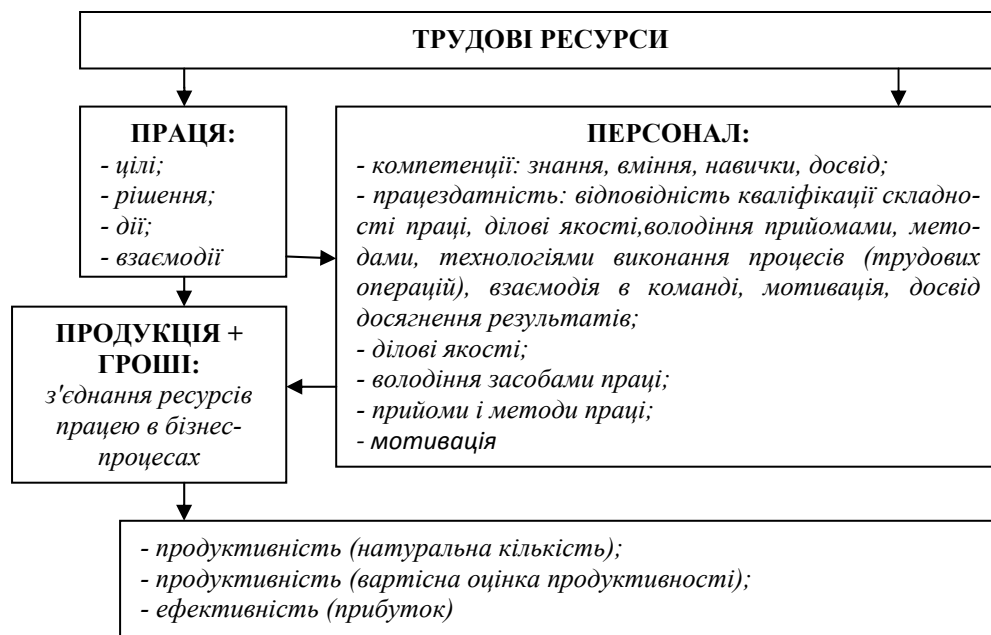 ТРУДОВІ РЕСУРСИ
ПРАЦЯ:
- цілі;
- рішення;
- дії;
- взаємодії
ПЕРСОНАЛ:
- компетенції: знання, вміння, навички, досвід;
- працездатність: відповідність кваліфікації складно-
сті праці, ділові якості,володіння прийомами, мето-
дами, технологіями виконання процесів (трудових
операцій), взаємодія в команді, мотивація, досвід
досягнення результатів;
- ділові якості;
- володіння засобами праці;
- прийоми і методи праці;
- мотивація
ПРОДУКЦІЯ +
ГРОШІ:
з'єднання ресурсів
працею в бізнес-
процесах
- продуктивність (натуральна кількість);
- продуктивність (вартісна оцінка продуктивності);
- ефективність (прибуток)